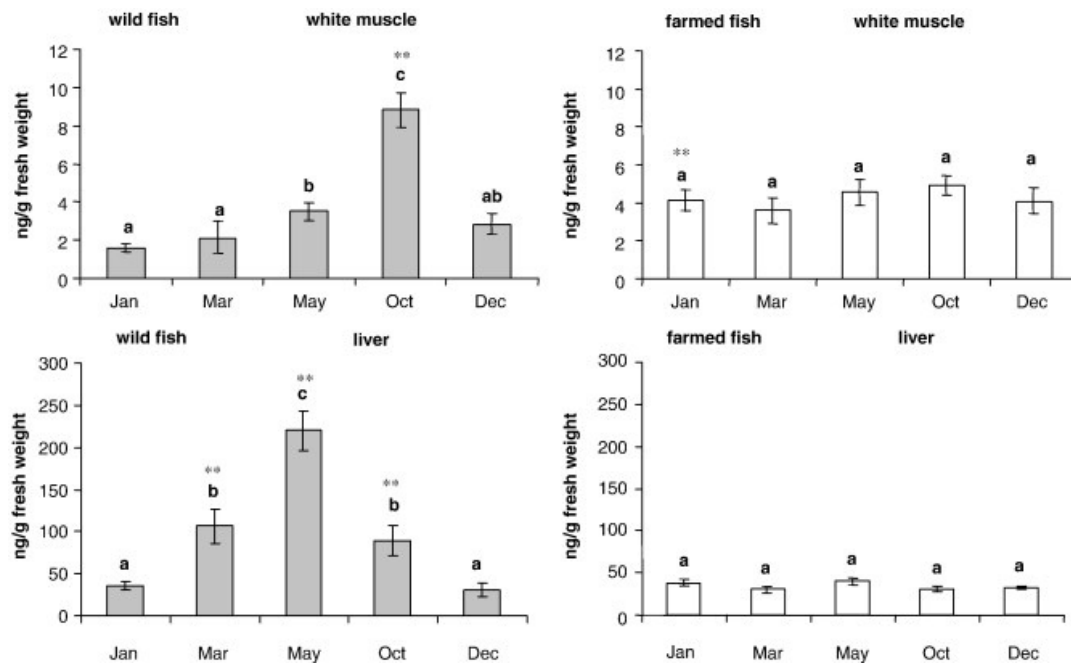 wild fish white muscle
ng/g fresh weight
12
10
8
6
4
2
0
**
c
b
a
a
ab
Jan Mar May Oct Dec
farmed fish white muscle
ng/g fresh weight
12
10
8
6
4
2
0
**
a a a a a
Jan Mar May Oct Dec
wild fish liver
ng/g fresh weight
300
250
200
150
100
50
0
**
c
**
b
**
b
a
a
Jan Mar May Oct Dec
farmed fish liver
ng/g fresh weight
300
250
200
150
100
50
0
a a a a a
Jan Mar May Oct Dec